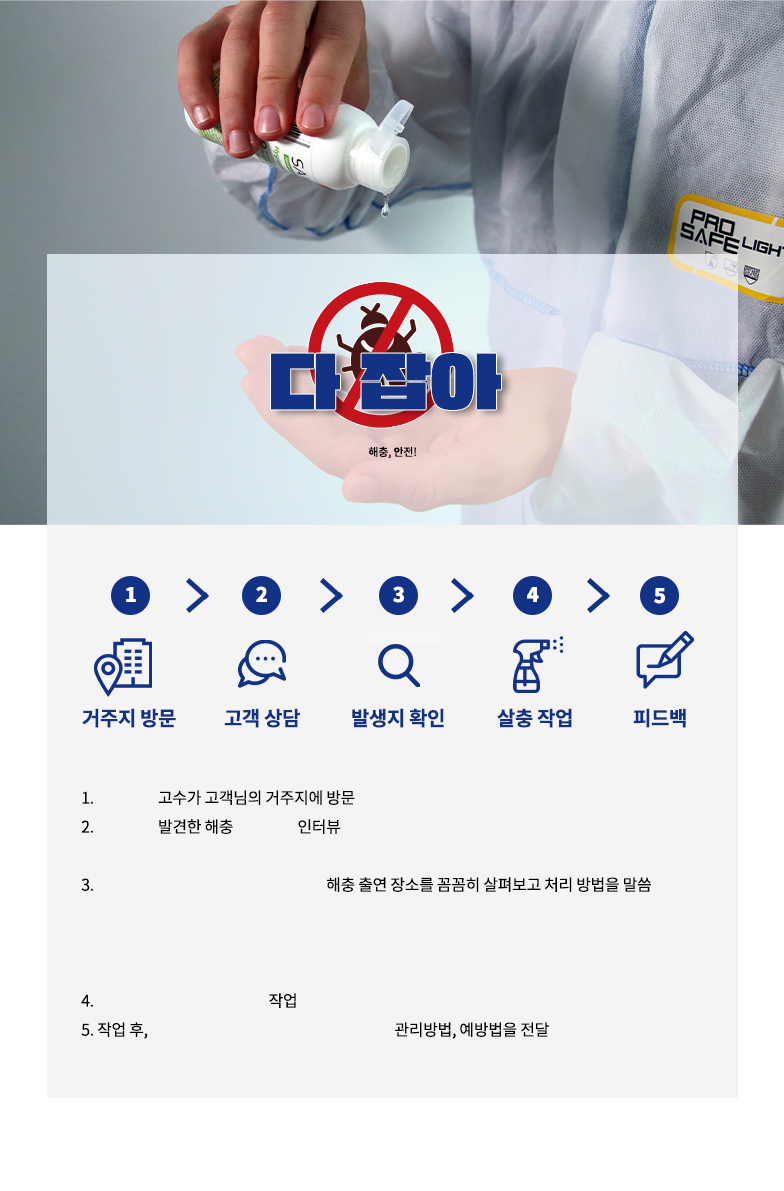 PRO
SAFE LIGHT
다 잡아
해충, 안전!
1 2 3 4 5
거주지 방문 고객 상담 발생지 확인 살충 작업 피드백
1. 고수가 고객님의 거주지에 방문
2. 발견한 해충 인터뷰
3. 해충 출연 장소를 꼼꼼히 살펴보고 처리 방법을 말씀
4. 작업
5. 작업 후, 관리방법, 예방법을 전달